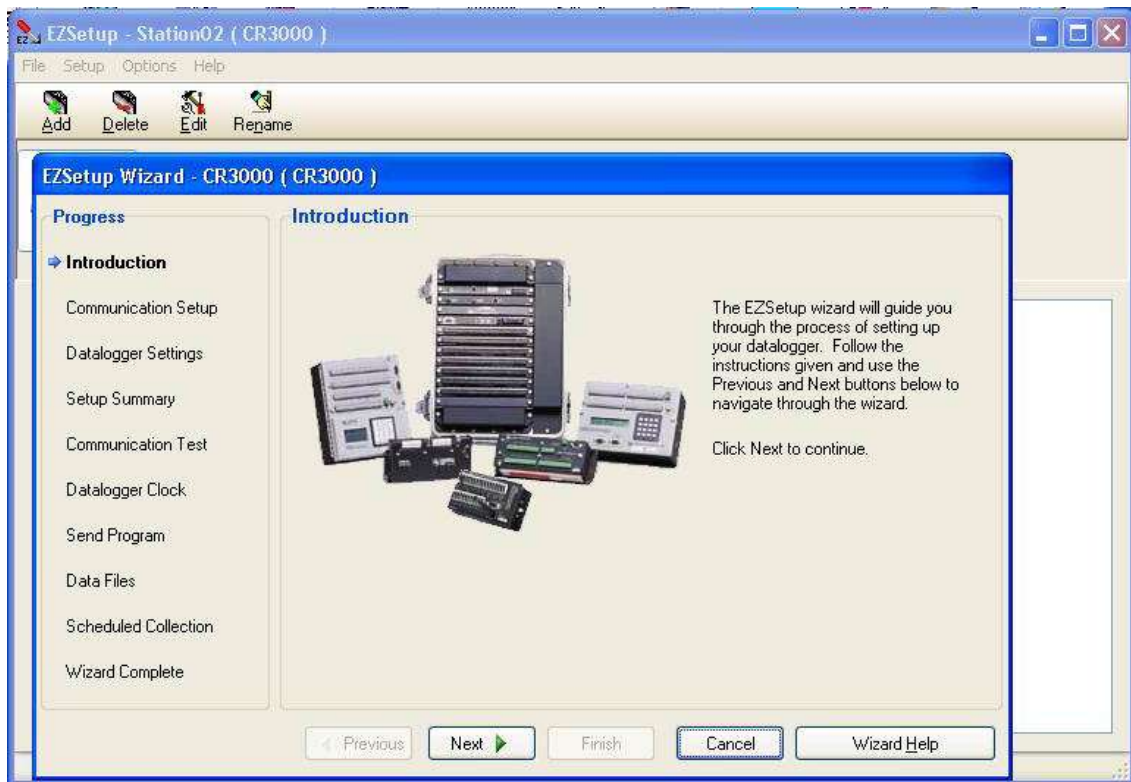 EZSetup - Station02 ( CR3000 )
File Setup Options Help
Add Delete Edit Rename
EZSetup Wizard - CR3000 ( CR3000 )
Progress
Introduction
Communication Setup
Datalogger Settings
Setup Summary
Communication Test
Datalogger Clock
Send Program
Data Files
Scheduled Collection
Wizard Complete
Introduction
The EZSetup wizard will guide you
through the process of setting up
your datalogger. Follow the
instructions given and use the
Previous and Next buttons below to
navigate through the wizard.
Click Next to continue.
Previous Next Finish Cancel Wizard Help